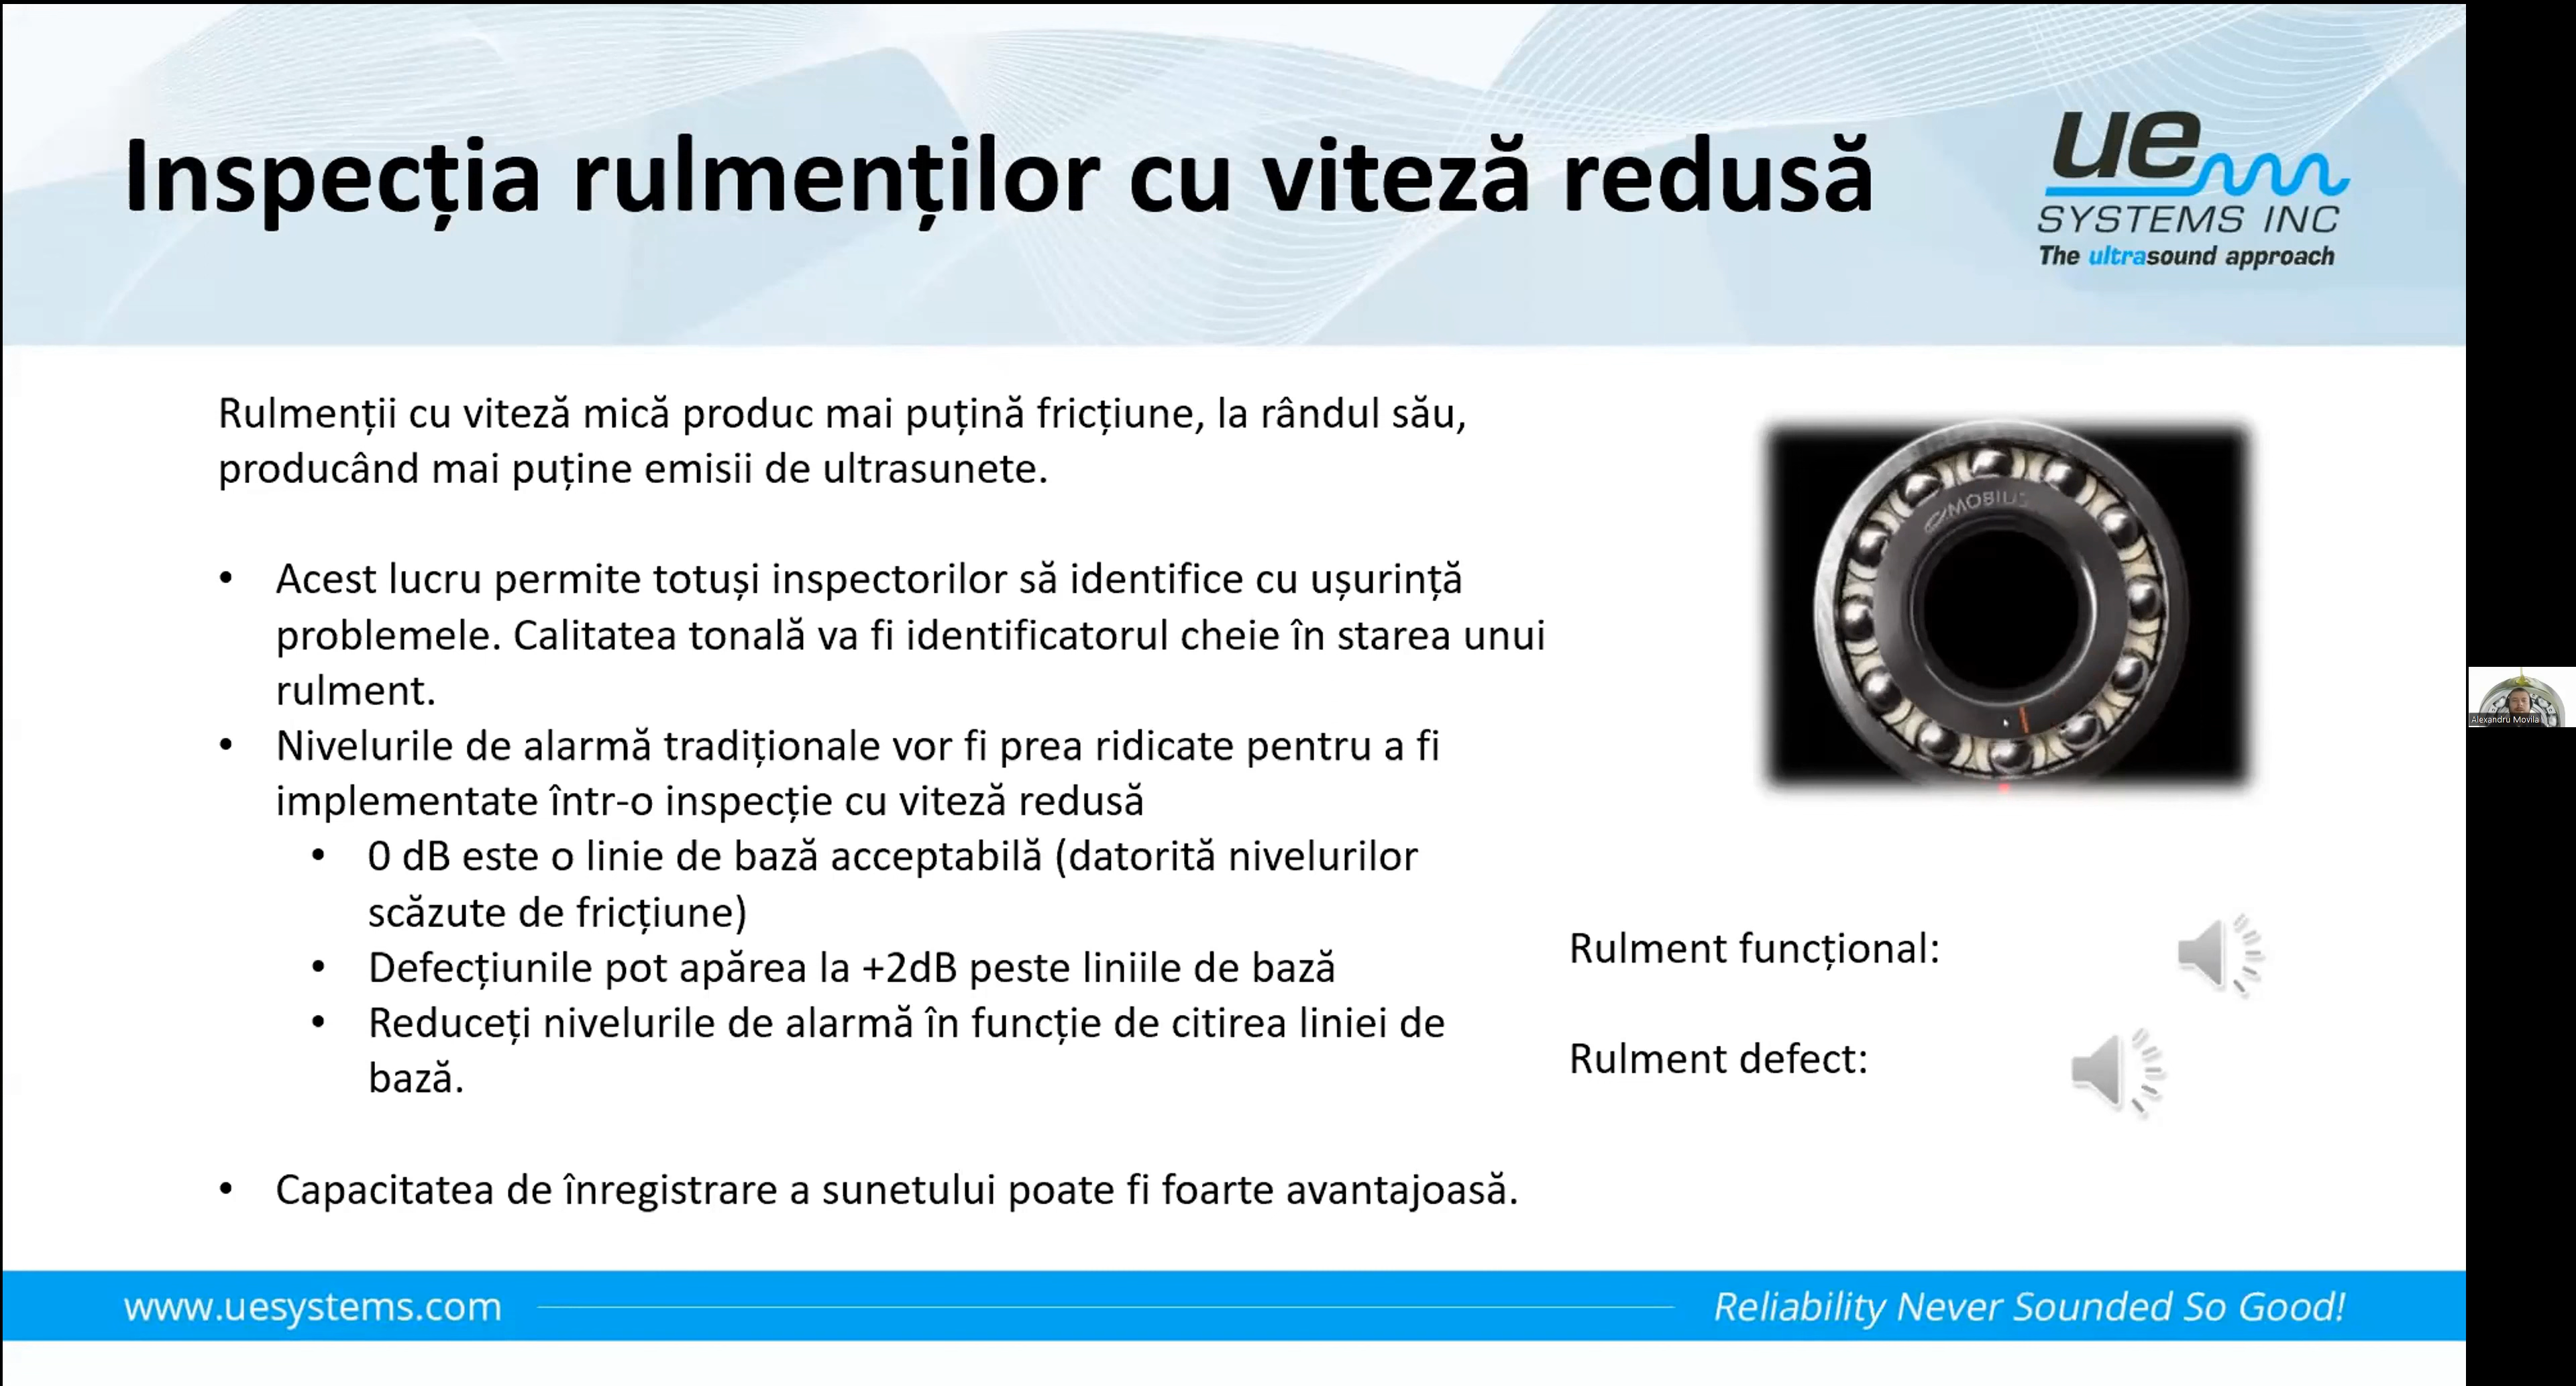 Inspecția rulmenților cu viteză redusă
ue
SYSTEMS INC
The ultrasound approach
Rulmenții cu viteză mică produc mai puțină fricțiune, la rândul său,
producând mai puține emisii de ultrasunete.
• Acest lucru permite totuși inspectorilor să identifice cu ușurință
problemele. Calitatea tonală va fi identificatorul cheie în starea unui
rulment.
• Nivelurile de alarmă tradiționale vor fi prea ridicate pentru a fi
implementate într-o inspecție cu viteză redusă
• 0 dB este o linie de bază acceptabilă (datorită nivelurilor
scăzute de fricțiune)
• Defecțiunile pot apărea la +2dB peste liniile de bază
• Reduceți nivelurile de alarmă în funcție de citirea liniei de
bază.
• Capacitatea de înregistrare a sunetului poate fi foarte avantajoasă.
MOBIUS
Rulment funcțional:
Rulment defect:
Alexandru Movila
www.uesystems.com
Reliability Never Sounded So Good!